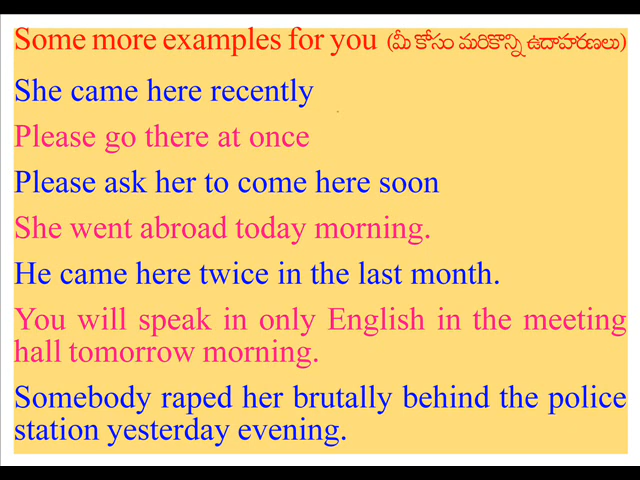 Some more examples for you (మీ కోసం మరికొన్ని ఉదాహరణలు)
She came here recently
Please go there at once
Please ask her to come here soon
She went abroad today morning.
He came here twice in the last month.
You will speak in only English in the meeting
hall tomorrow morning.
Somebody raped her brutally behind the police
station yesterday evening.